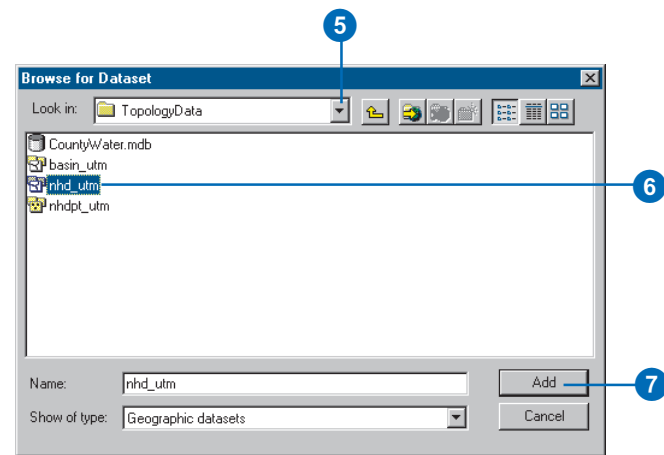 5
Browse for Dataset
Look in: TopologyData
CountyWater.mdb
basin_utm
nhd_utm
6
nhdpt_utm
Name: nhd_utm Add
7
Show of type: Geographic datasets Cancel